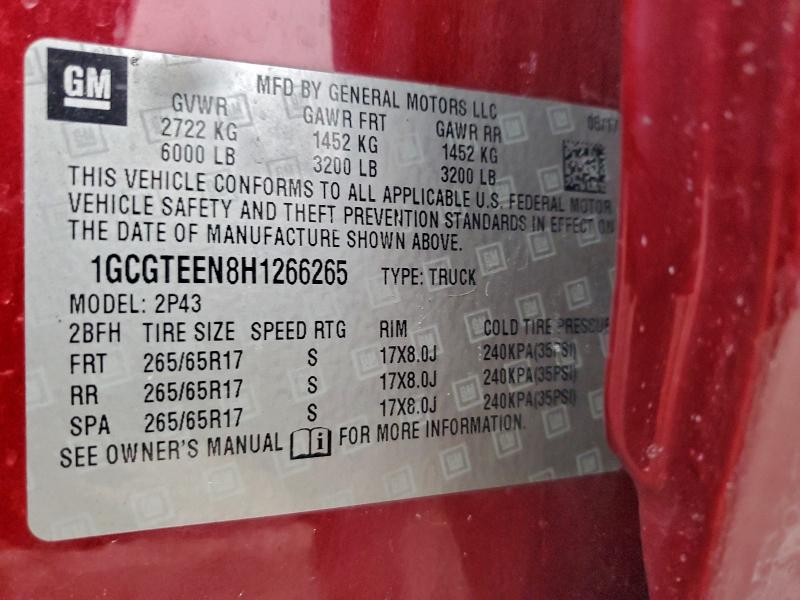 GM
MFD BY GENERAL MOTORS LLC
08/17
GVWR GAWR FRT GAWR RR
2722 KG 1452 KG 1452 KG
6000 LB 3200 LB 3200 LB
THIS VEHICLE CONFORMS TO ALL APPLICABLE U.S. FEDERAL MOTOR
VEHICLE SAFETY AND THEFT PREVENTION STANDARDS IN EFFECT ON
THE DATE OF MANUFACTURE SHOWN ABOVE.
1GCGTEEN8H1266265 TYPE: TRUCK
MODEL: 2P43
2BFH TIRE SIZE SPEED RTG RIM COLD TIRE PRESSUR
FRT 265/65R17 S 17X8.0J 240KPA(35PSI)
RR 265/65R17 S 17X8.0J 240KPA(35PSI)
SPA 265/65R17 S 17X8.0J 240KPA(35PSI)
SEE OWNER'S MANUAL FOR MORE INFORMATION.